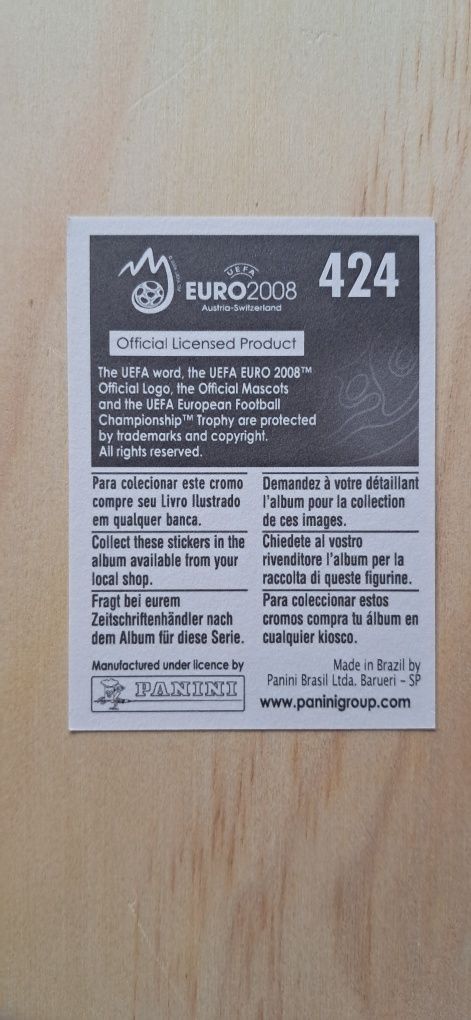 UEFA
EURO2008
Austria-Switzerland
424
Official Licensed Product
The UEFA word, the UEFA EURO 2008™
Official Logo, the Official Mascots
and the UEFA European Football
Championship™ Trophy are protected
by trademarks and copyright.
All rights reserved.
Para colecionar este cromo
compre seu Livro Ilustrado
em qualquer banca.
Demandez à votre détaillant
l'album pour la collection
de ces images.
Collect these stickers in the
album available from your
local shop.
Chiedete al vostro
rivenditore l'album per la
raccolta di queste figurine.
Fragt bei eurem
Zeitschriftenhändler nach
dem Album für diese Serie.
Para coleccionar estos
cromos compra tu álbum en
cualquier kiosco.
Manufactured under licence by
PANINI
Made in Brazil by
Panini Brasil Ltda. Barueri – SP
www.paninigroup.com